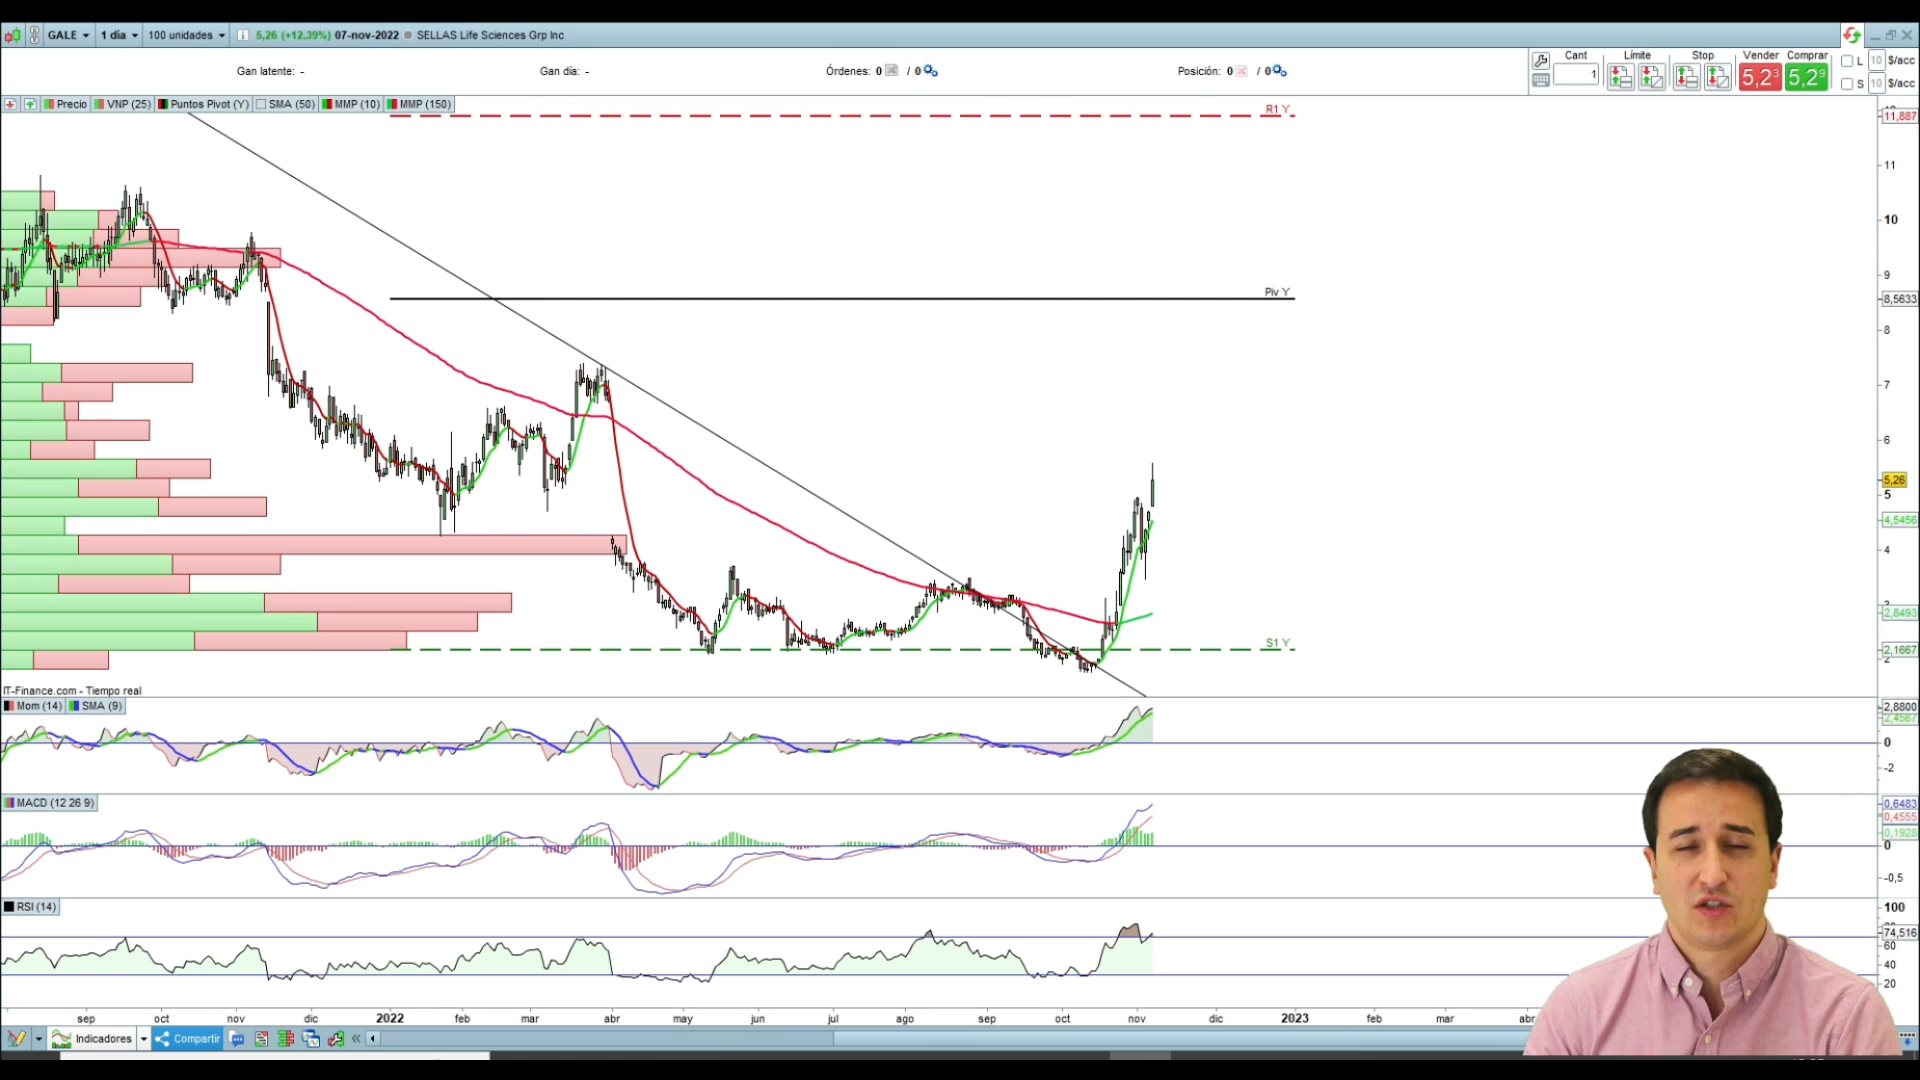 GALE 1 día 100 unidades 5,26 (+12,39%) 07-nov-2022 SELLAS Life Sciences Grp Inc
Gan latente: - Gan día: - Órdenes: 0 / 0 Posición: 0 / 0
Cant Límite Stop Vender Comprar
1 5,2³ 5,2⁹
L 10 $/acc
S 10 $/acc
Precio VNP (25) Puntos Pivot (Y) SMA (50) MMP (10) MMP (150)
R1 Y
11,887
11
10
9
Piv Y
8,5633
8
7
6
5,26
5
4,5456
4
2,8493
S1 Y
2,1667
IT-Finance.com - Tiempo real
Mom (14) SMA (9)
2,8800
2,4567
0
-2
MACD (12 26 9)
0,6483
0,4555
0,1928
0
-0,5
RSI (14)
100
74,516
60
40
20
sep oct nov dic 2022 feb mar abr may jun jul ago sep oct nov dic 2023 feb mar abr
Indicadores Compartir